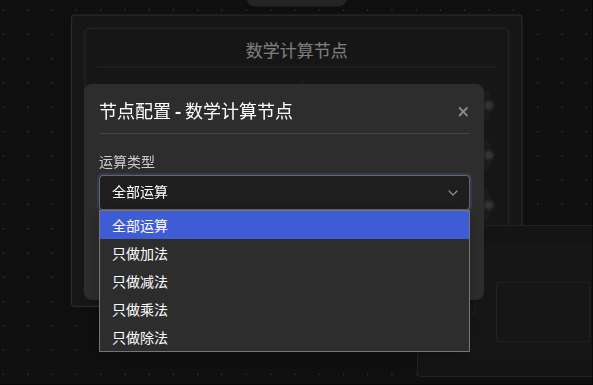 数学计算节点
节点配置 - 数学计算节点
×
运算类型
全部运算
全部运算
只做加法
只做减法
只做乘法
只做除法